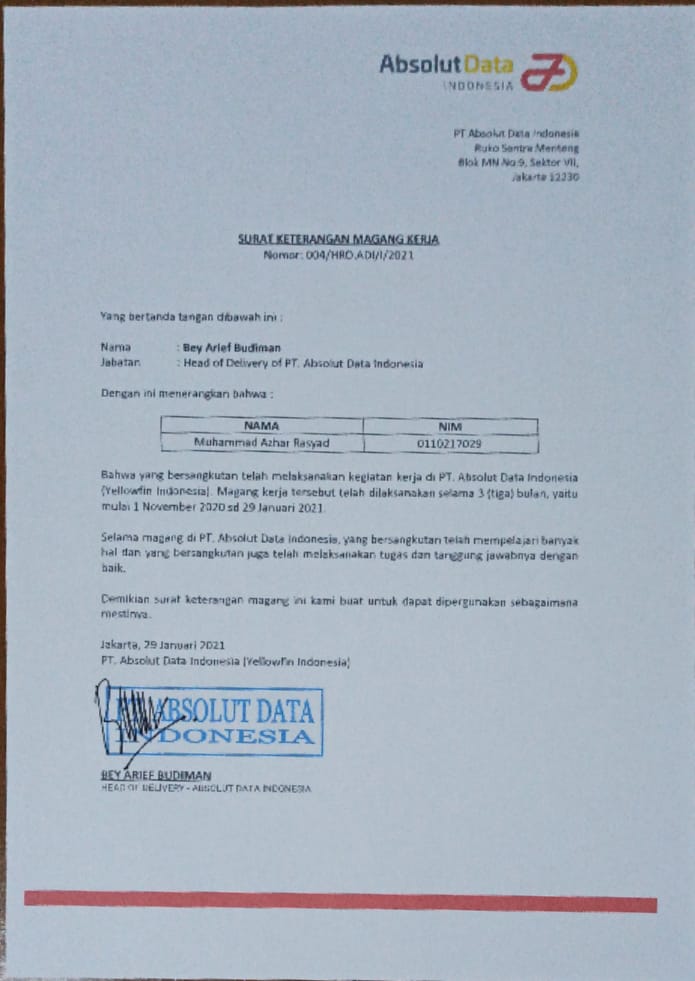 AbsolutData
INDONESIA
PT Absolut Data Indonesia
Ruko Sentra Menteng
Blok MN No 9, Sektor VII,
Jakarta 12330
SURAT KETERANGAN MAGANG KERJA
Nomor: 004/HRO.ADI/I/2021
Yang bertanda tangan dibawah ini :
Nama : Bey Arief Budiman
Jabatan : Head of Delivery of PT. Absolut Data Indonesia
Dengan ini menerangkan bahwa :
NAMA NIM
Muhammad Azhar Rasyad 0110217029
Bahwa yang bersangkutan telah melaksanakan kegiatan kerja di PT. Absolut Data Indonesia
(Yellowfin Indonesia). Magang kerja tersebut telah dilaksanakan selama 3 (tiga) bulan, yaitu
mulai 1 November 2020 sd 29 Januari 2021.
Selama magang di PT. Absolut Data Indonesia, yang bersangkutan telah mempelajari banyak
hal dan yang bersangkutan juga telah melaksanakan tugas dan tanggung jawabnya dengan
baik.
Demikian surat keterangan magang ini kami buat untuk dapat dipergunakan sebagaimana
mestinya.
Jakarta, 29 Januari 2021
PT. Absolut Data Indonesia (Yellowfin Indonesia)
ABSOLUT DATA
INDONESIA
BEY ARIEF BUDIMAN
HEAD OF DELIVERY - ABSOLUT DATA INDONESIA